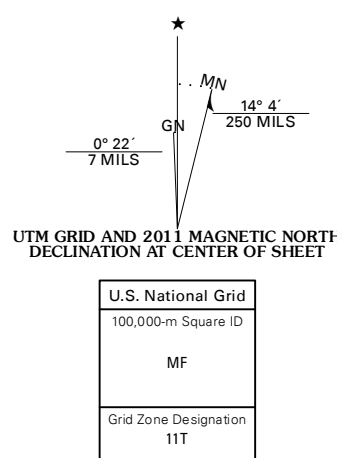 ★
MN
GN
14° 4´
250 MILS
0° 22´
7 MILS
UTM GRID AND 2011 MAGNETIC NORTH
DECLINATION AT CENTER OF SHEET
U.S. National Grid
100,000-m Square ID
MF
Grid Zone Designation
11T